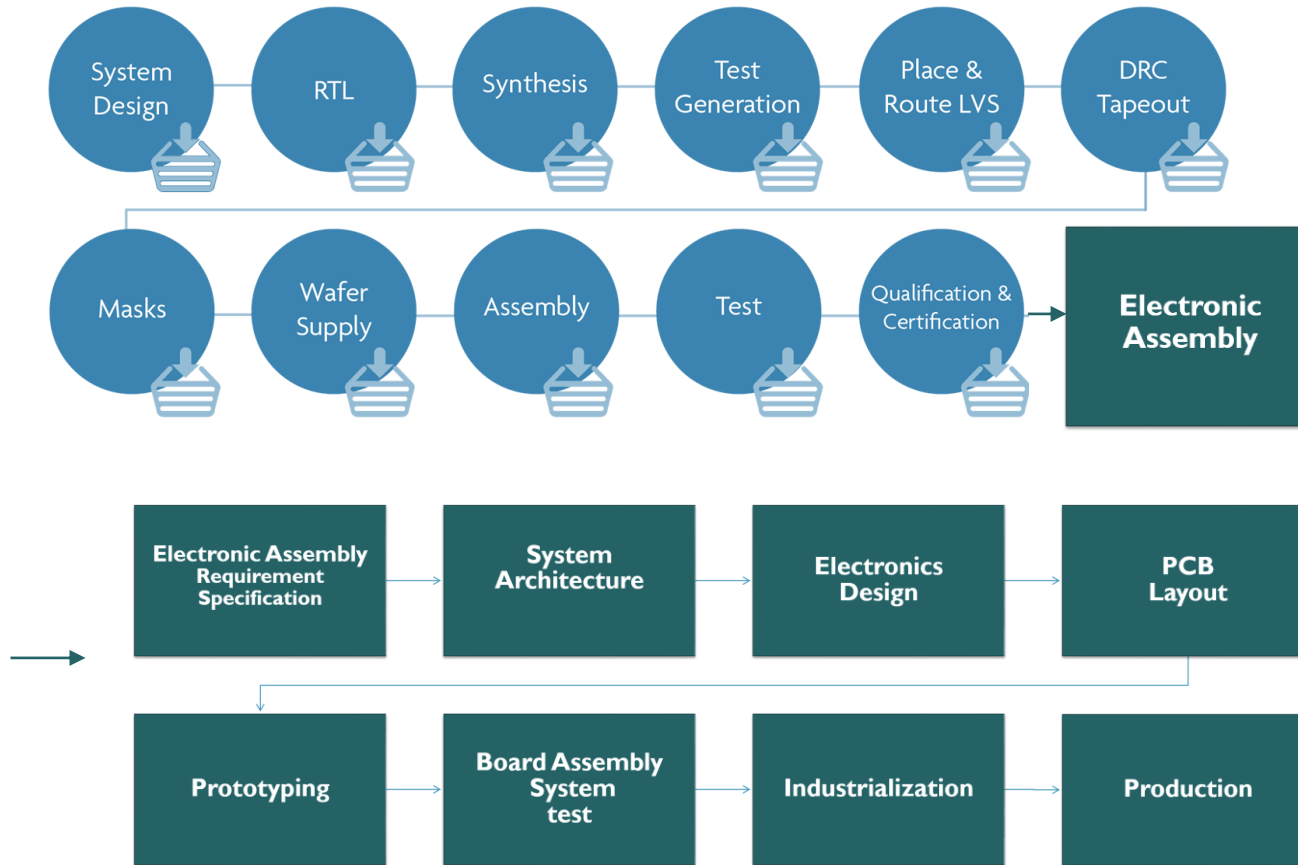 System
Design
RTL
Synthesis
Test
Generation
Place &
Route LVS
DRC
Tapeout
Masks
Wafer
Supply
Assembly
Test
Qualification &
Certification
Electronic
Assembly
Electronic Assembly
Requirement
Specification
System
Architecture
Electronics
Design
PCB
Layout
Prototyping
Board Assembly
System
test
Industrialization
Production